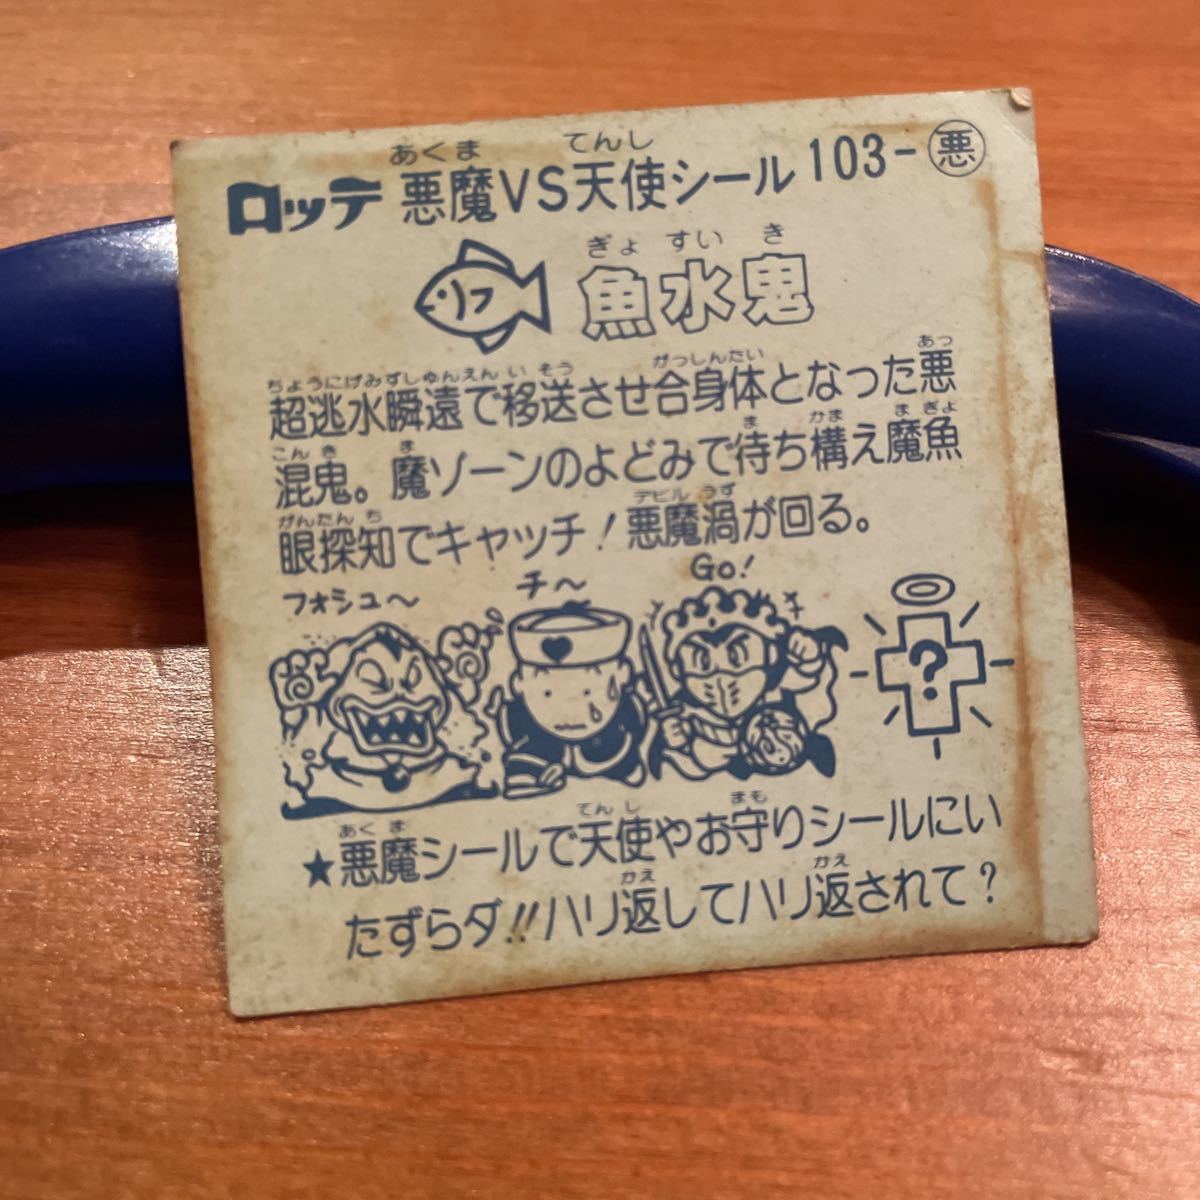 あくま てんし
ロッテ 悪魔VS天使シール 103-悪
ぎょ すい き
リフ 魚水鬼
ちょうにげみずしゅんえん い そう がっしんたい あっ
超逃水瞬遠で移送させ合身体となった悪
こん き ま ま かま ま ぎょ
混鬼。魔ゾーンのよどみで待ち構え魔魚
がんたん ち デビル うず
眼探知でキャッチ!悪魔渦が回る。
フォシュ〜 チ〜 Go!
?
あく ま てん し まも
★悪魔シールで天使やお守りシールにい
かえ かえ
たずらダ!!ハリ返してハリ返されて?